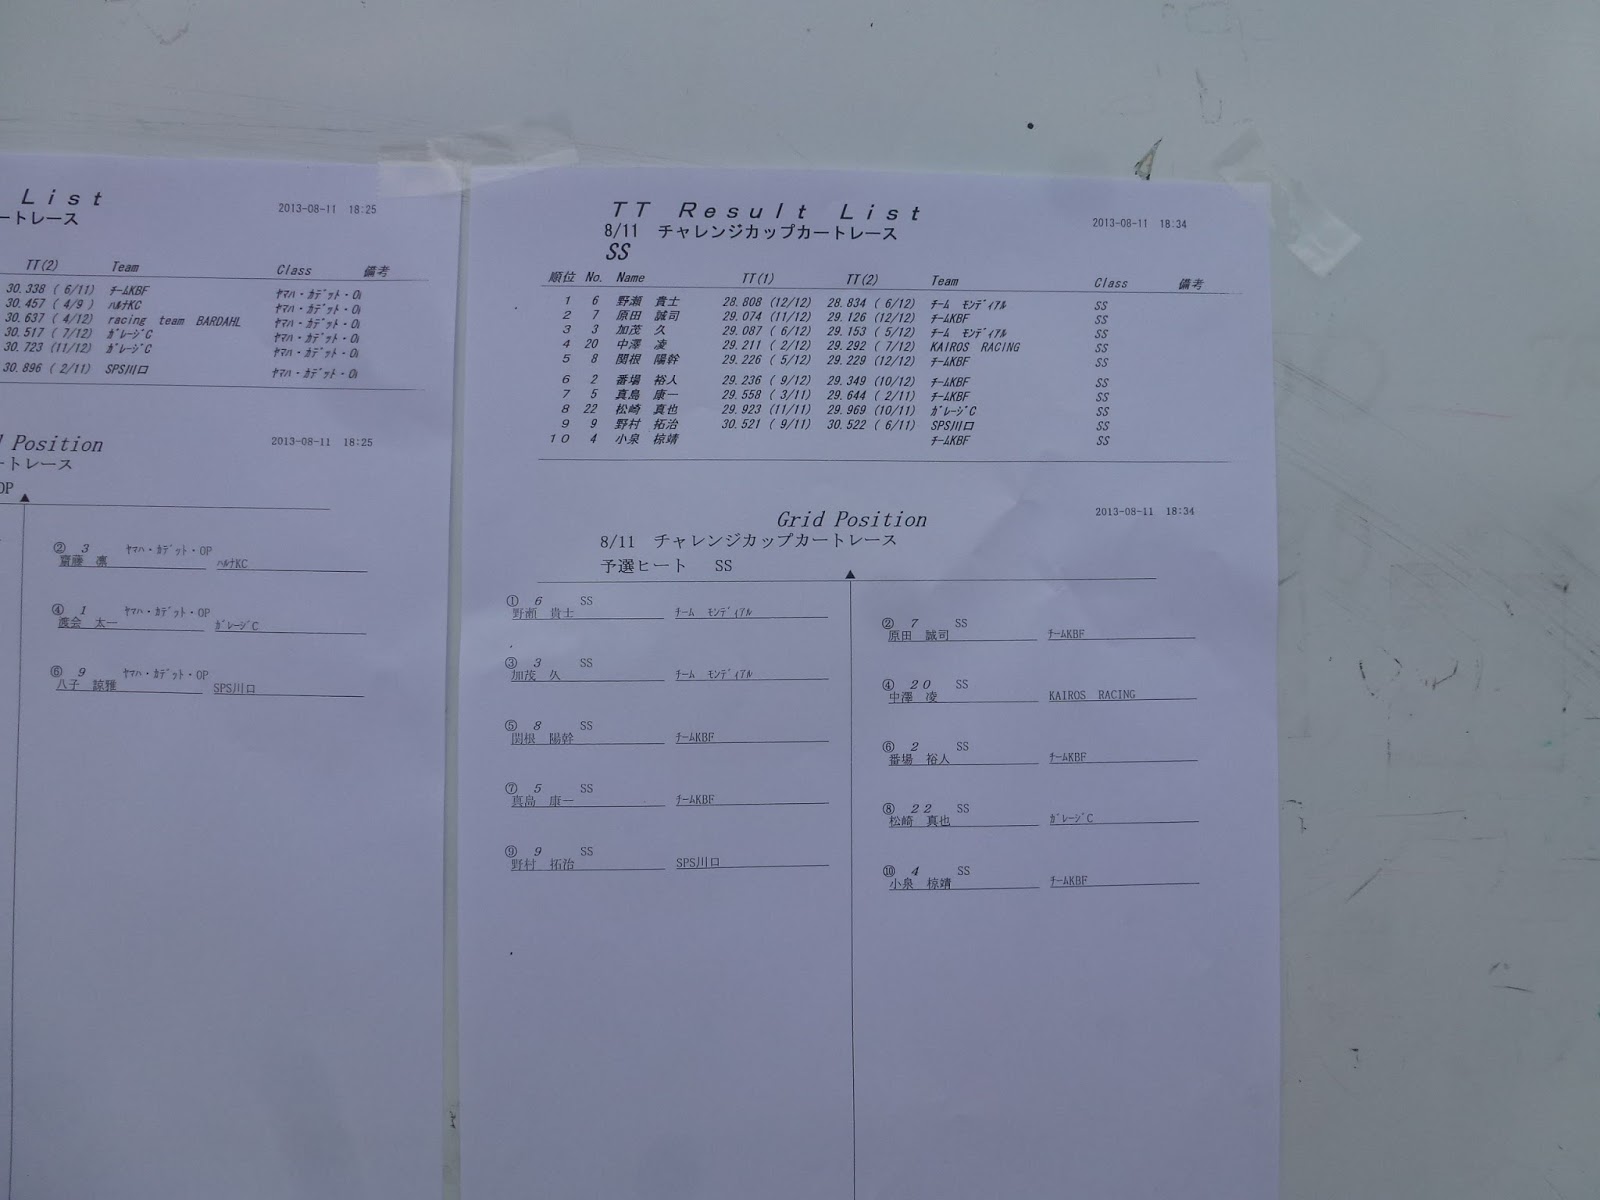 List
ートレース
2013-08-11 18:25
TT(2) Team Class 備考
30.338 ( 6/11) ﾁｰﾑKBF ﾔﾏﾊ・ｶﾃﾞｯﾄ・O
30.457 ( 4/9 ) ﾊﾙﾅKC ﾔﾏﾊ・ｶﾃﾞｯﾄ・O
30.637 ( 4/12) racing team BARDAHL ﾔﾏﾊ・ｶﾃﾞｯﾄ・O
30.517 ( 7/12) ｶﾞﾚｰｼﾞC ﾔﾏﾊ・ｶﾃﾞｯﾄ・O
30.723 (11/12) ｶﾞﾚｰｼﾞC ﾔﾏﾊ・ｶﾃﾞｯﾄ・O
30.896 ( 2/11) SPS川口 ﾔﾏﾊ・ｶﾃﾞｯﾄ・O
Position 2013-08-11 18:25
ートレース
OP
② 3 ﾔﾏﾊ・ｶﾃﾞｯﾄ・OP
齋藤 凛 ﾊﾙﾅKC
④ 1 ﾔﾏﾊ・ｶﾃﾞｯﾄ・OP
渡会 太一 ｶﾞﾚｰｼﾞC
⑥ 9 ﾔﾏﾊ・ｶﾃﾞｯﾄ・OP
八子 諒雅 SPS川口
TT Result List
8/11 チャレンジカップカートレース
SS
2013-08-11 18:34
順位 No. Name TT(1) TT(2) Team Class 備考
1 6 野瀬 貴士 28.808 (12/12) 28.834 ( 6/12) ﾁｰﾑ ﾓﾝﾃﾞｨｱﾙ SS
2 7 原田 誠司 29.074 (11/12) 29.126 (12/12) ﾁｰﾑKBF SS
3 3 加茂 久 29.087 ( 6/12) 29.153 ( 5/12) ﾁｰﾑ ﾓﾝﾃﾞｨｱﾙ SS
4 20 中澤 凌 29.211 ( 2/12) 29.292 ( 7/12) KAIROS RACING SS
5 8 関根 陽幹 29.226 ( 5/12) 29.229 (12/12) ﾁｰﾑKBF SS
6 2 番場 裕人 29.236 ( 9/12) 29.349 (10/12) ﾁｰﾑKBF SS
7 5 真島 康一 29.558 ( 3/11) 29.644 ( 2/11) ﾁｰﾑKBF SS
8 22 松崎 真也 29.923 (11/11) 29.969 (10/11) ｶﾞﾚｰｼﾞC SS
9 9 野村 拓治 30.521 ( 9/11) 30.522 ( 6/11) SPS川口 SS
10 4 小泉 椋靖 ﾁｰﾑKBF SS
Grid Position 2013-08-11 18:34
8/11 チャレンジカップカートレース
予選ヒート SS
① 6 SS
野瀬 貴士 ﾁｰﾑ ﾓﾝﾃﾞｨｱﾙ
② 7 SS
原田 誠司 ﾁｰﾑKBF
③ 3 SS
加茂 久 ﾁｰﾑ ﾓﾝﾃﾞｨｱﾙ
④ 20 SS
中澤 凌 KAIROS RACING
⑤ 8 SS
関根 陽幹 ﾁｰﾑKBF
⑥ 2 SS
番場 裕人 ﾁｰﾑKBF
⑦ 5 SS
真島 康一 ﾁｰﾑKBF
⑧ 22 SS
松崎 真也 ｶﾞﾚｰｼﾞC
⑨ 9 SS
野村 拓治 SPS川口
⑩ 4 SS
小泉 椋靖 ﾁｰﾑKBF